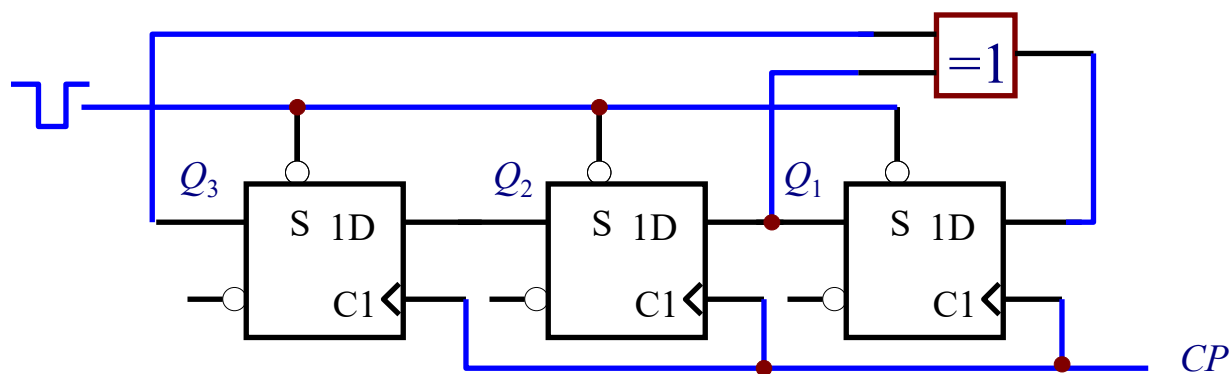 =1
Q3 Q2 Q1
S 1D S 1D S 1D
C1 C1 C1
CP